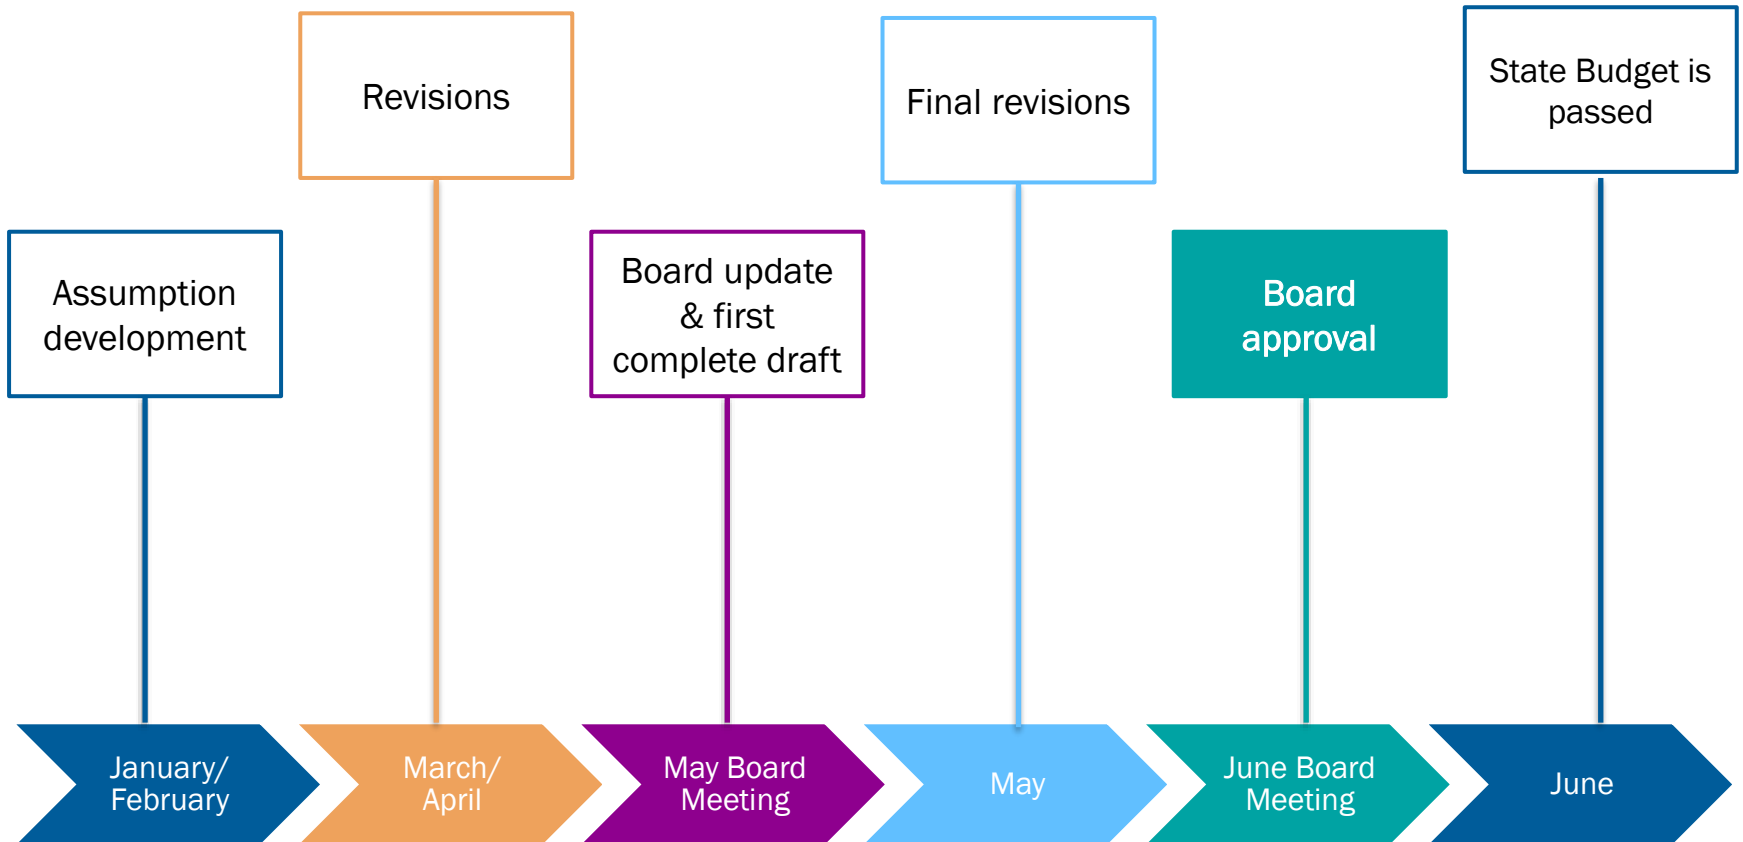 Revisions
Final revisions
State Budget is
passed
Assumption
development
Board update
& first
complete draft
Board
approval
January/
February
March/
April
May Board
Meeting
May
June Board
Meeting
June